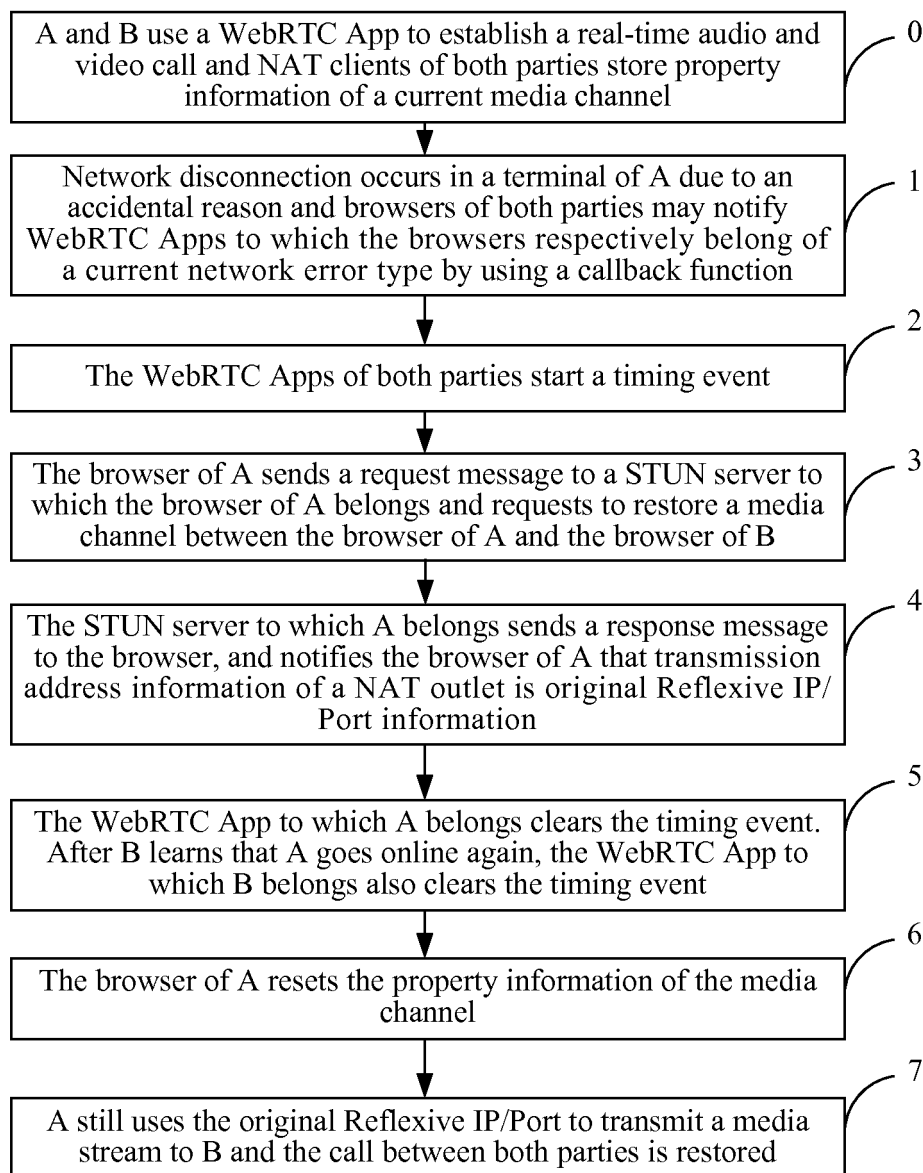 A and B use a WebRTC App to establish a real-time audio and
video call and NAT clients of both parties store property
information of a current media channel
0
Network disconnection occurs in a terminal of A due to an
accidental reason and browsers of both parties may notify
WebRTC Apps to which the browsers respectively belong of
a current network error type by using a callback function
1
The WebRTC Apps of both parties start a timing event
2
The browser of A sends a request message to a STUN server to
which the browser of A belongs and requests to restore a media
channel between the browser of A and the browser of B
3
The STUN server to which A belongs sends a response message
to the browser, and notifies the browser of A that transmission
address information of a NAT outlet is original Reflexive IP/
Port information
4
The WebRTC App to which A belongs clears the timing event.
After B learns that A goes online again, the WebRTC App to
which B belongs also clears the timing event
5
The browser of A resets the property information of the media
channel
6
A still uses the original Reflexive IP/Port to transmit a media
stream to B and the call between both parties is restored
7